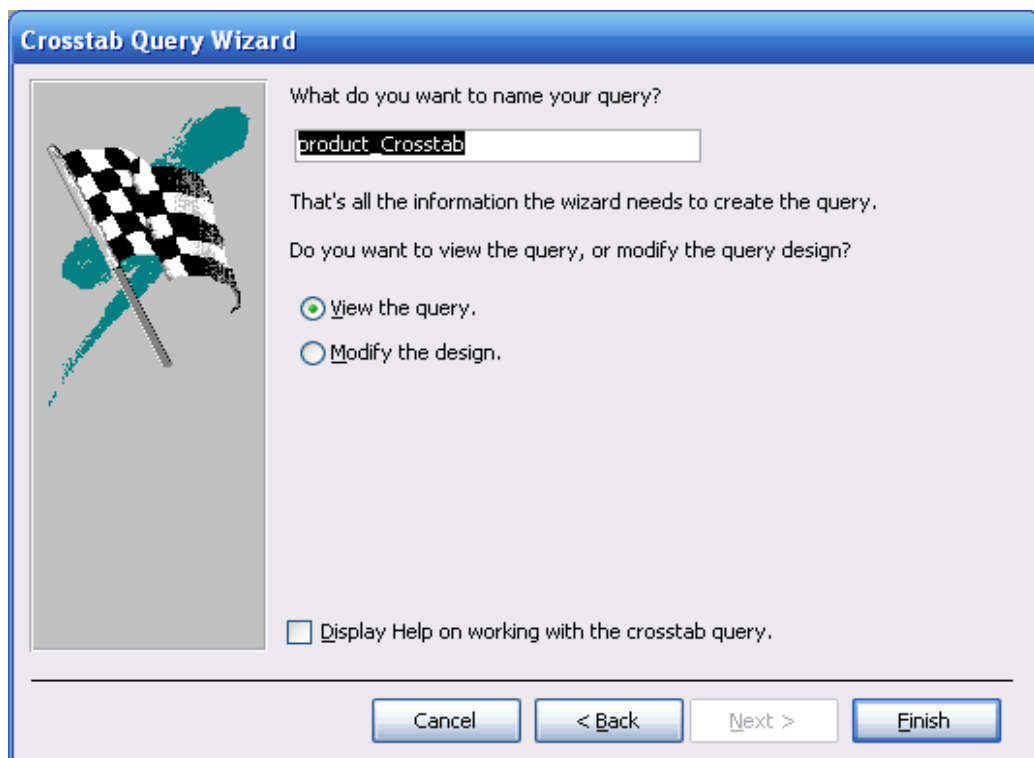 Crosstab Query Wizard
What do you want to name your query?
product_Crosstab
That's all the information the wizard needs to create the query.
Do you want to view the query, or modify the query design?
View the query.
Modify the design.
Display Help on working with the crosstab query.
Cancel
< Back
Next >
Finish